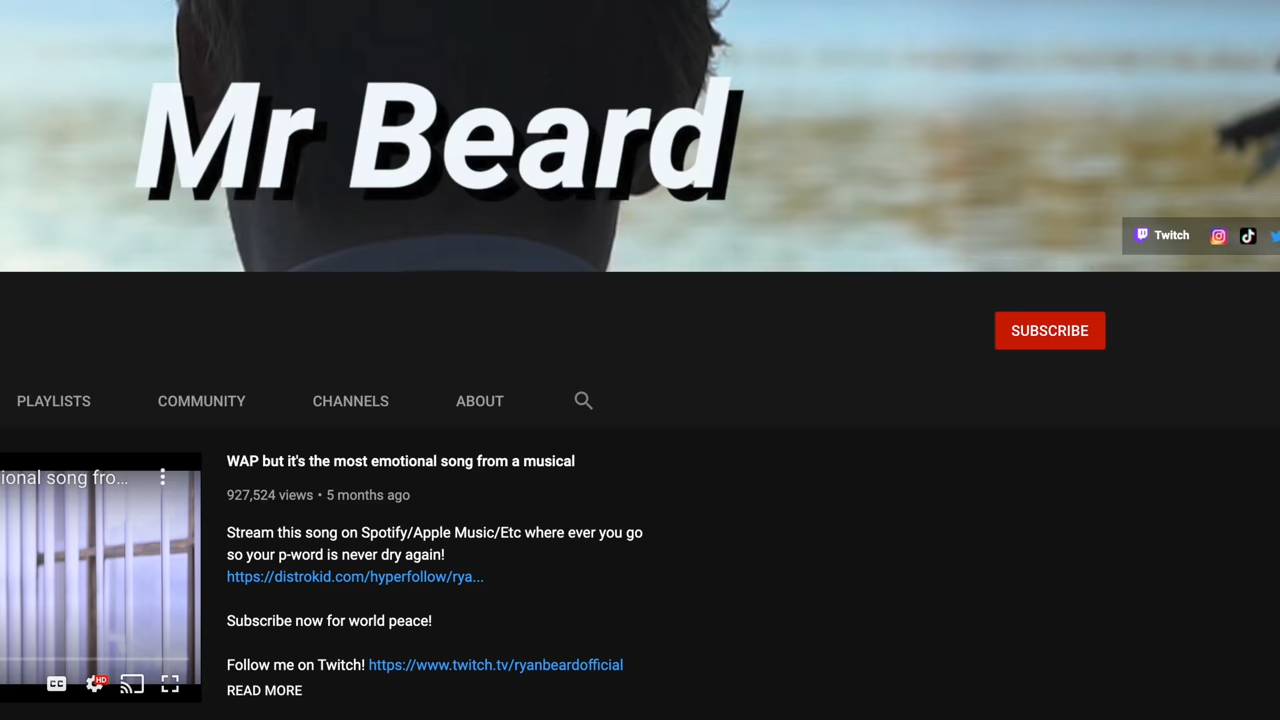 Mr Beard
Twitch
SUBSCRIBE
PLAYLISTS COMMUNITY CHANNELS ABOUT
WAP but it's the most emotional song from a musical
ional song fro...
927,524 views • 5 months ago
Stream this song on Spotify/Apple Music/Etc where ever you go
so your p-word is never dry again!
https://distrokid.com/hyperfollow/rya...
Subscribe now for world peace!
Follow me on Twitch! https://www.twitch.tv/ryanbeardofficial
CC HD
READ MORE